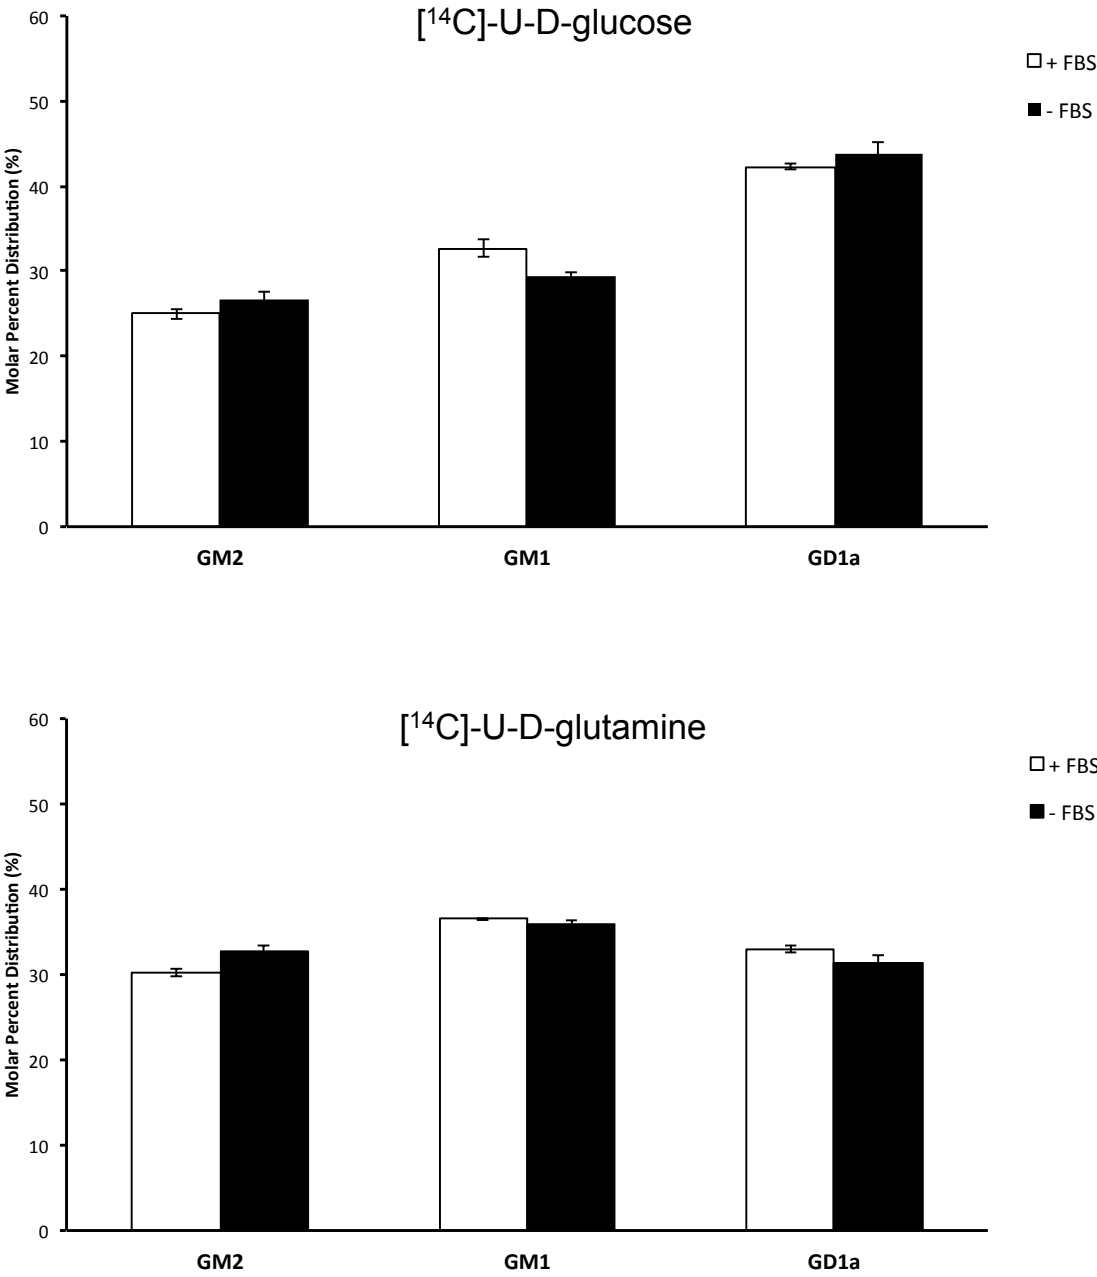 [¹⁴C]-U-D-glucose
+ FBS
- FBS
Molar Percent Distribution (%)
60
50
40
30
20
10
0
GM2 GM1 GD1a
[¹⁴C]-U-D-glutamine
+ FBS
- FBS
Molar Percent Distribution (%)
60
50
40
30
20
10
0
GM2 GM1 GD1a